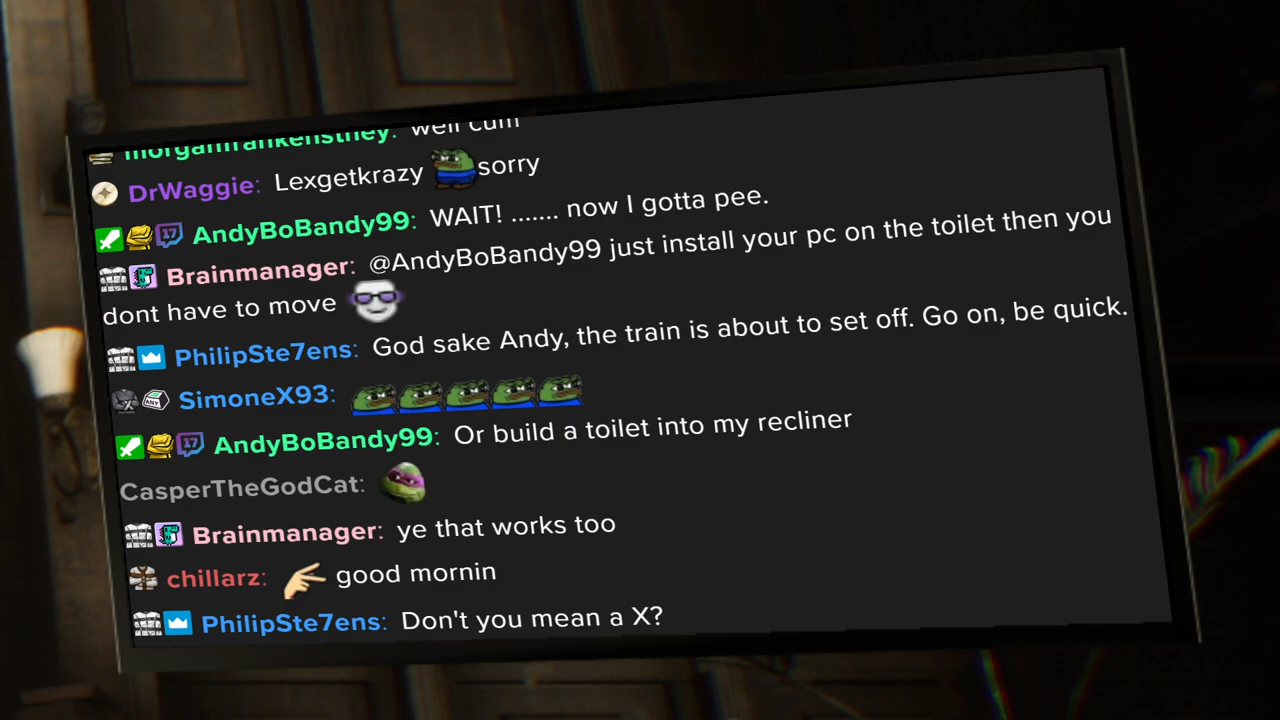 morganfrankensthey: well cum
DrWaggie: Lexgetkrazy sorry
AndyBoBandy99: WAIT! ....... now I gotta pee.
Brainmanager: @AndyBoBandy99 just install your pc on the toilet then you
dont have to move
PhilipSte7ens: God sake Andy, the train is about to set off. Go on, be quick.
SimoneX93:
AndyBoBandy99: Or build a toilet into my recliner
CasperTheGodCat:
Brainmanager: ye that works too
chillarz: good mornin
PhilipSte7ens: Don't you mean a X?